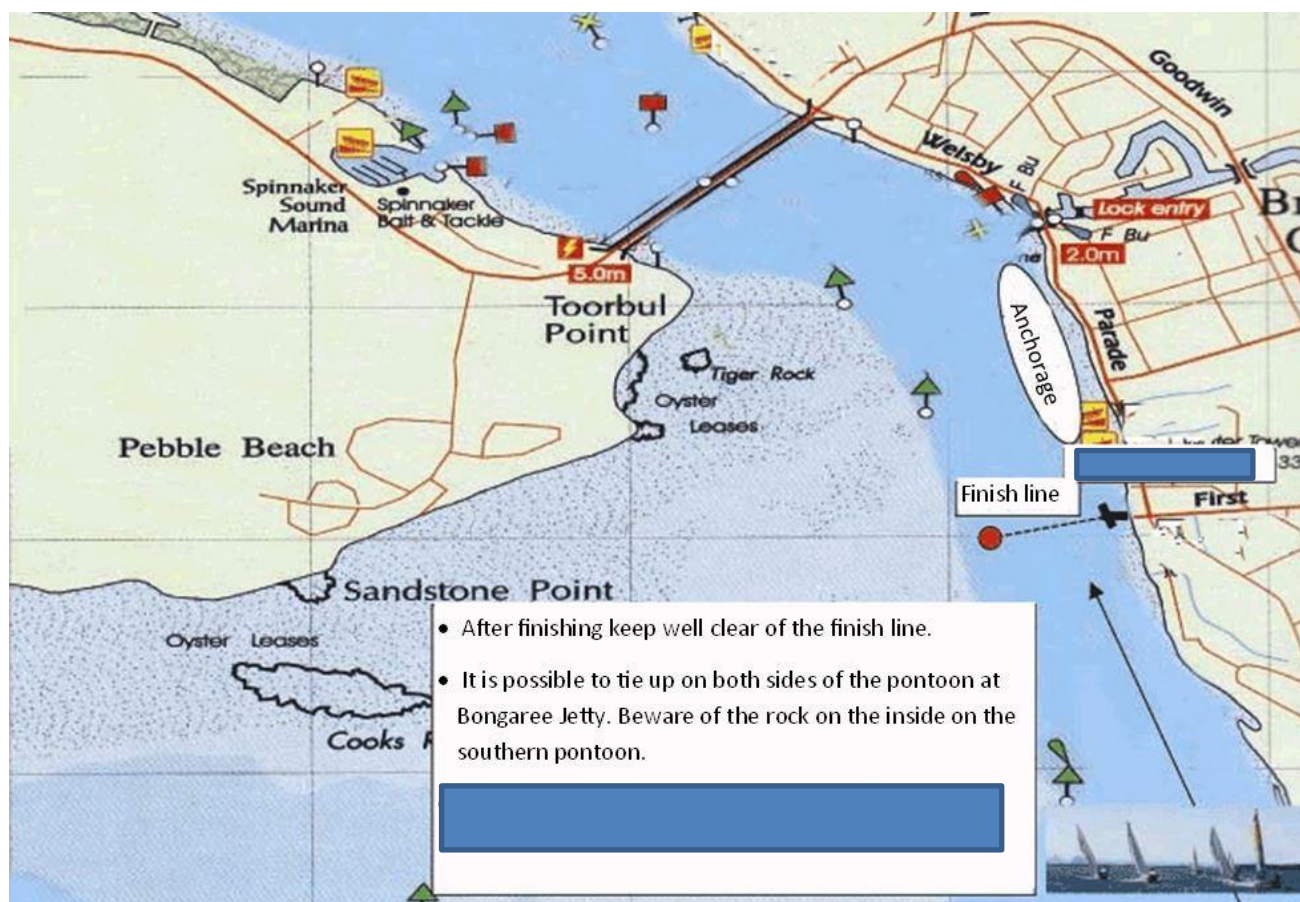 Goodwin
Welsby
F Bu
Lock entry
F Bu
2.0m
Spinnaker
Sound
Marina
Spinnaker
Bait & Tackle
5.0m
Toorbul
Point
Anchorage
Parade
Tiger Rock
Oyster
Leases
Pebble Beach
33
Finish line
First
Sandstone Point
Oyster Leases
Cooks
• After finishing keep well clear of the finish line.
• It is possible to tie up on both sides of the pontoon at
Bongaree Jetty. Beware of the rock on the inside on the
southern pontoon.